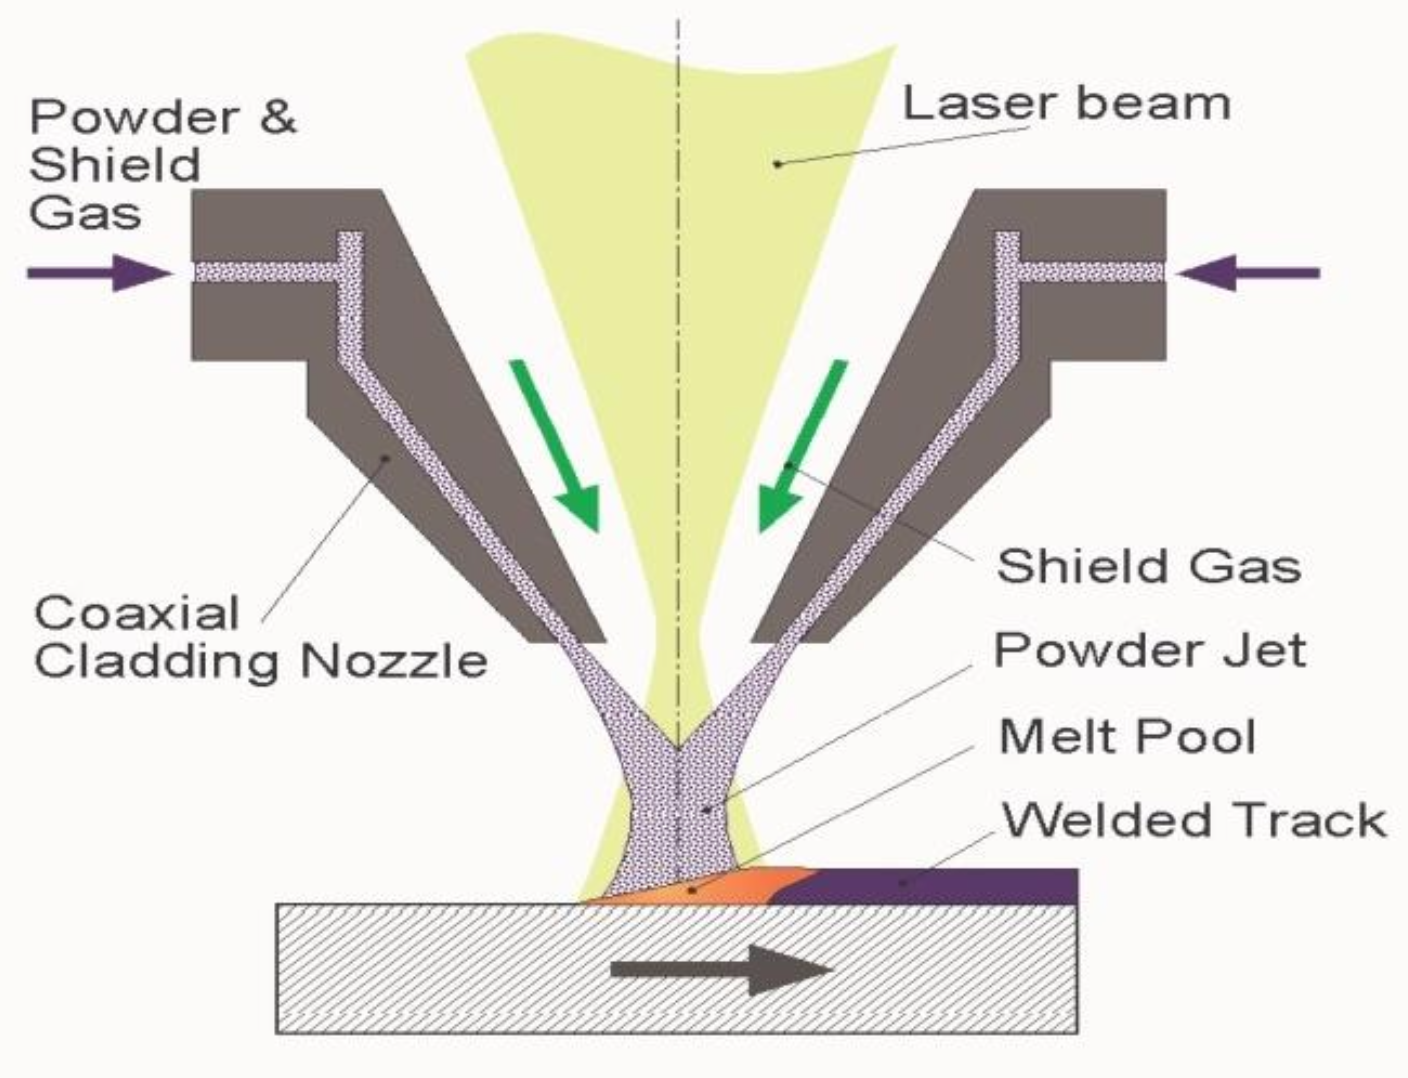 Powder &
Shield
Gas
Laser beam
Coaxial
Cladding Nozzle
Shield Gas
Powder Jet
Melt Pool
Welded Track